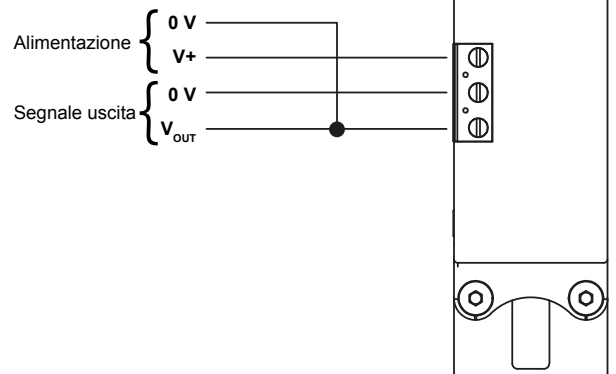 Alimentazione
0 V
V+
Segnale uscita
0 V
VOUT